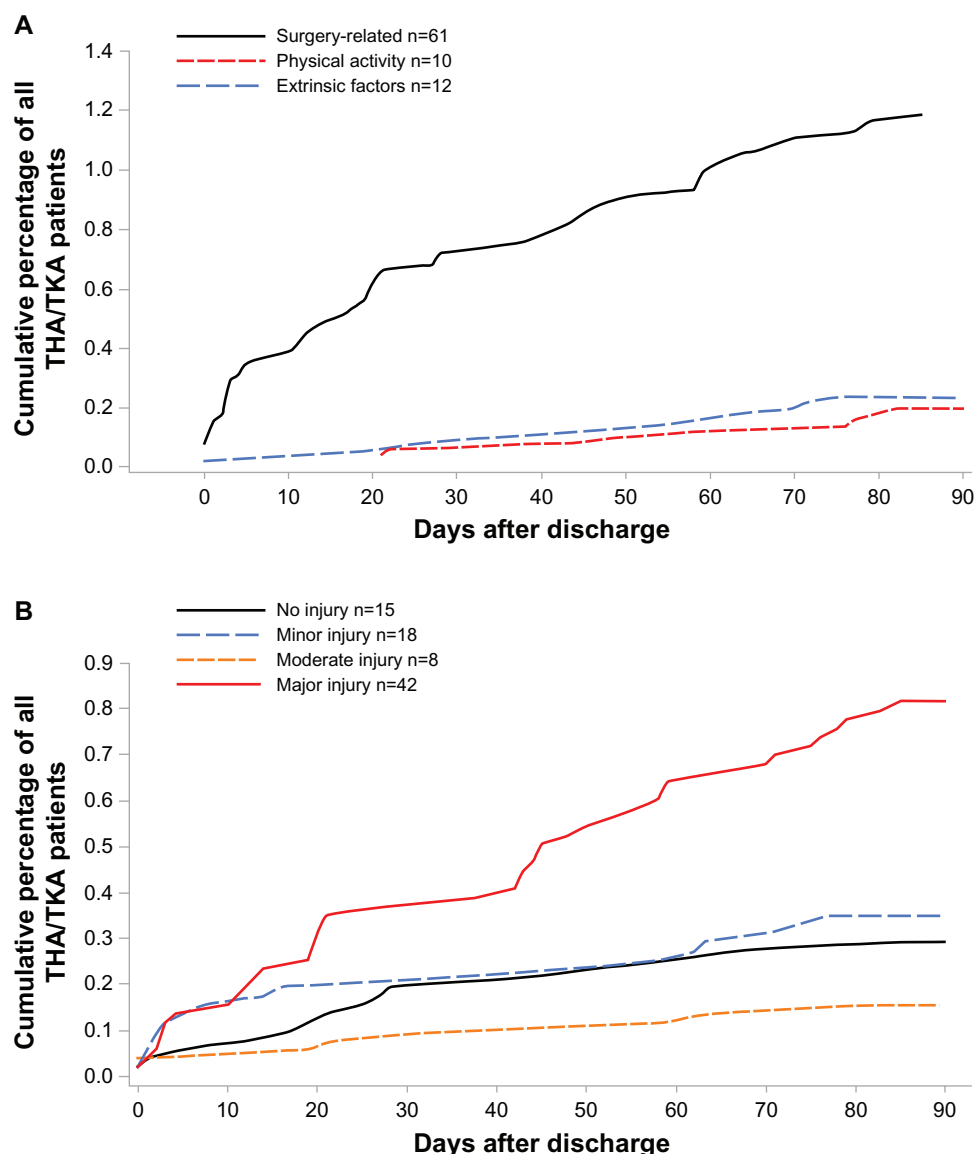 A
Surgery-related n=61
Physical activity n=10
Extrinsic factors n=12
Cumulative percentage of all
THA/TKA patients
1.4
1.2
1.0
0.8
0.6
0.4
0.2
0.0
0 10 20 30 40 50 60 70 80 90
Days after discharge
B
No injury n=15
Minor injury n=18
Moderate injury n=8
Major injury n=42
Cumulative percentage of all
THA/TKA patients
0.9
0.8
0.7
0.6
0.5
0.4
0.3
0.2
0.1
0.0
0 10 20 30 40 50 60 70 80 90
Days after discharge